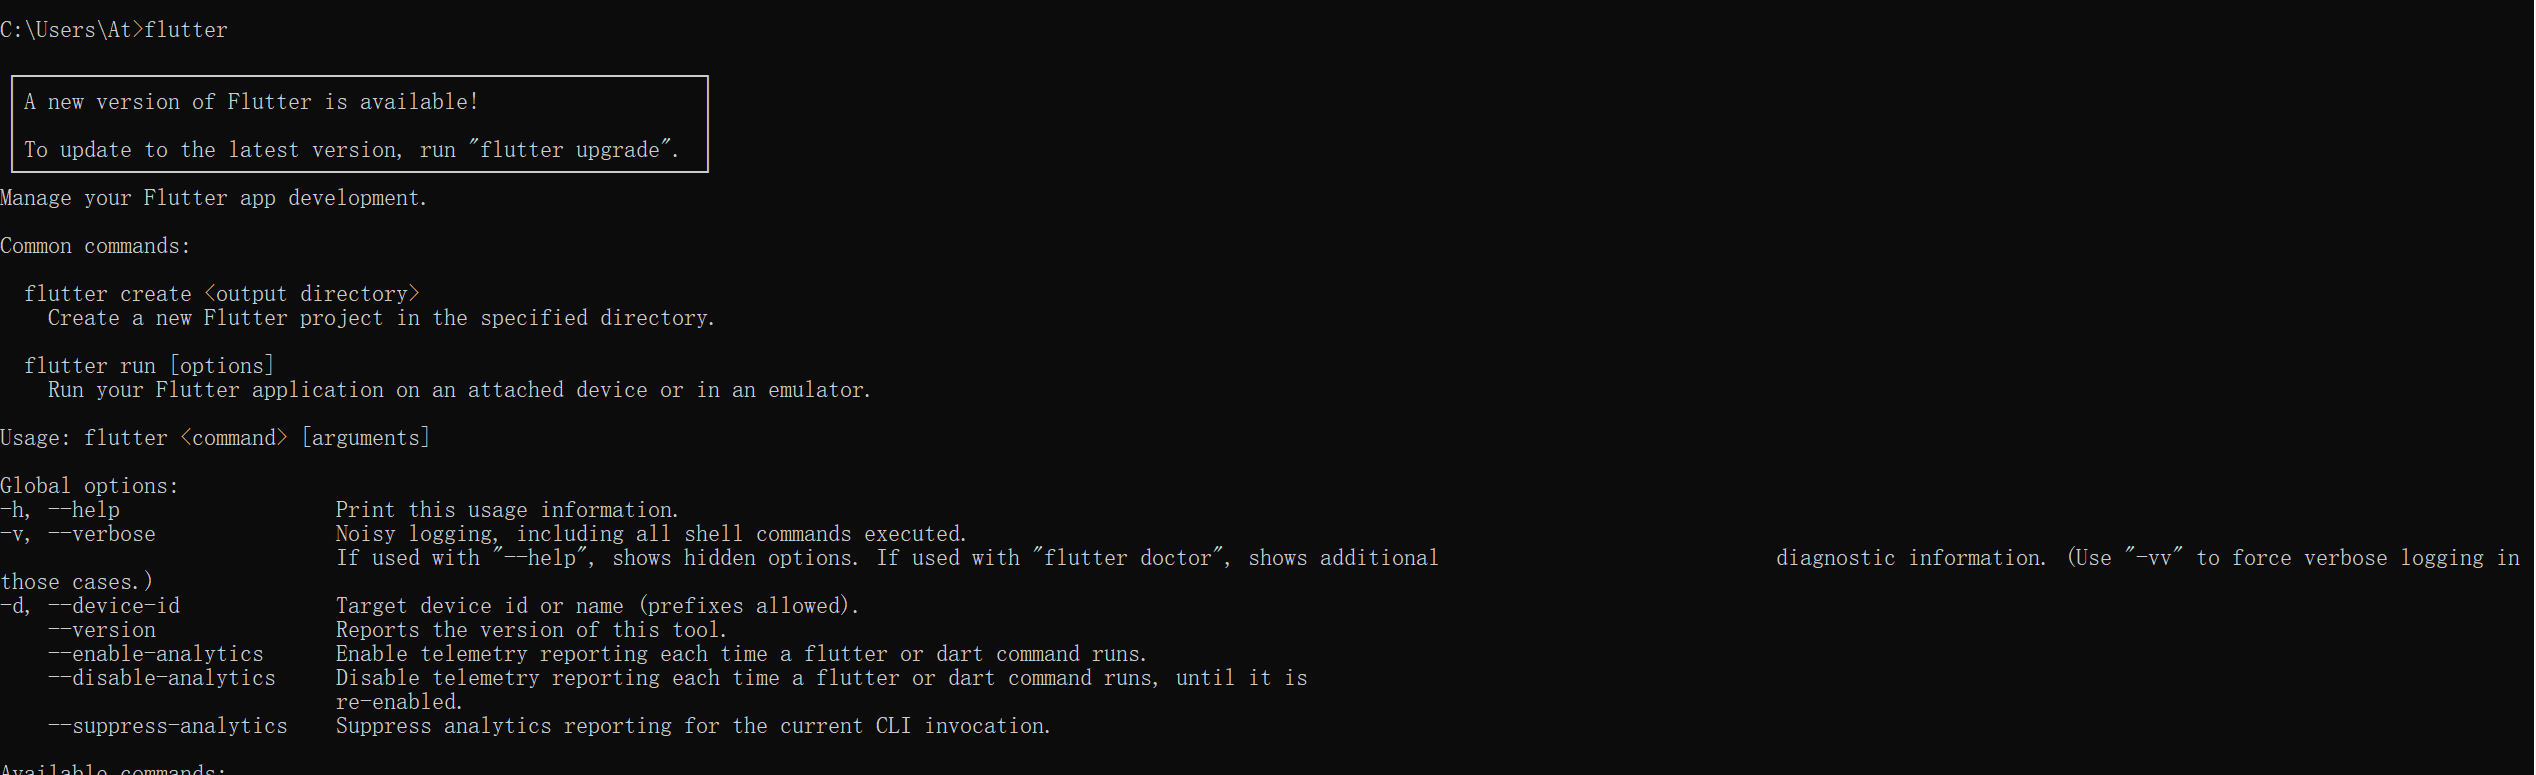 C:\Users\At>flutter
A new version of Flutter is available!
To update to the latest version, run "flutter upgrade".
Manage your Flutter app development.
Common commands:
flutter create <output directory>
Create a new Flutter project in the specified directory.
flutter run [options]
Run your Flutter application on an attached device or in an emulator.
Usage: flutter <command> [arguments]
Global options:
-h, --help Print this usage information.
-v, --verbose Noisy logging, including all shell commands executed.
If used with "--help", shows hidden options. If used with "flutter doctor", shows additional diagnostic information. (Use "-vv" to force verbose logging in
those cases.)
-d, --device-id Target device id or name (prefixes allowed).
--version Reports the version of this tool.
--enable-analytics Enable telemetry reporting each time a flutter or dart command runs.
--disable-analytics Disable telemetry reporting each time a flutter or dart command runs, until it is
re-enabled.
--suppress-analytics Suppress analytics reporting for the current CLI invocation.
Available commands: